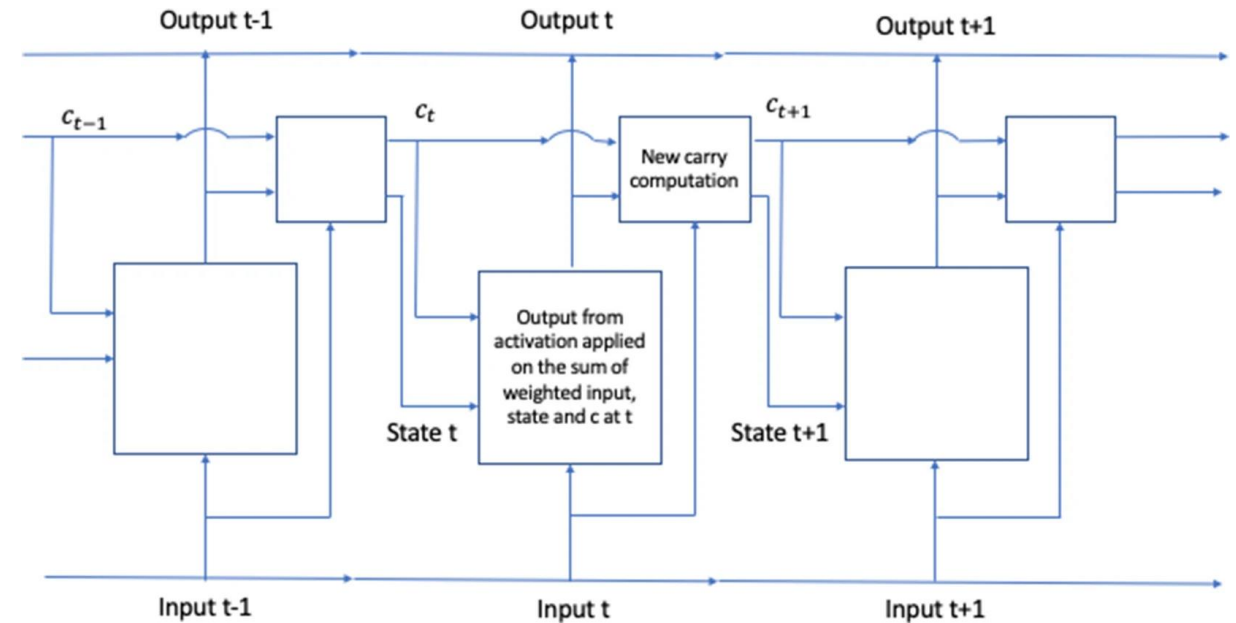 Output t-1
Output t
Output t+1
c_{t-1}
c_t
c_{t+1}
New carry
computation
Output from
activation applied
on the sum of
weighted input,
state and c at t
State t
State t+1
Input t-1
Input t
Input t+1